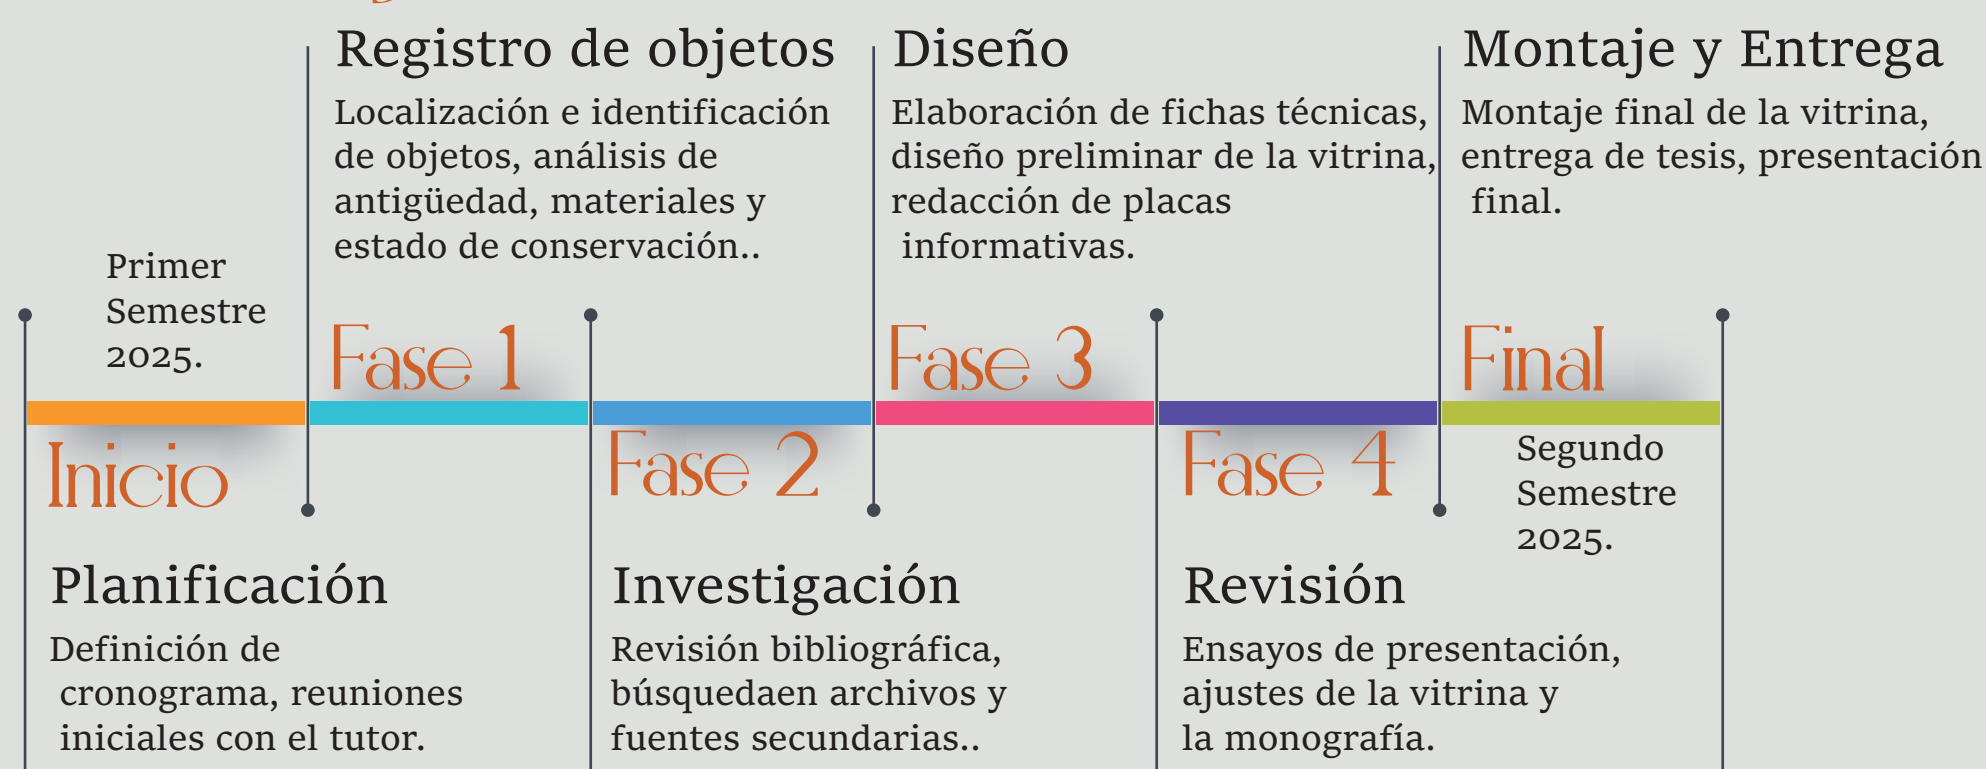 Primer
Semestre
2025.
Inicio
Planificación
Definición de
cronograma, reuniones
iniciales con el tutor.
Registro de objetos
Localización e identificación
de objetos, análisis de
antigüedad, materiales y
estado de conservación..
Fase 1
Fase 2
Investigación
Revisión bibliográfica,
búsquedaen archivos y
fuentes secundarias..
Diseño
Elaboración de fichas técnicas,
diseño preliminar de la vitrina,
redacción de placas
informativas.
Fase 3
Fase 4
Revisión
Ensayos de presentación,
ajustes de la vitrina y
la monografía.
Montaje y Entrega
Montaje final de la vitrina,
entrega de tesis, presentación
final.
Final
Segundo
Semestre
2025.